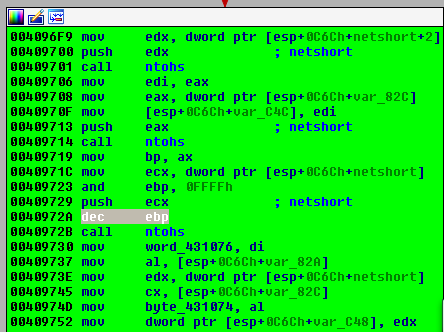 004096F9 mov edx, dword ptr [esp+0C6Ch+netshort+2]
00409700 push edx ; netshort
00409701 call ntohs
00409706 mov edi, eax
00409708 mov eax, dword ptr [esp+0C6Ch+var_82C]
0040970F mov [esp+0C6Ch+var_C4C], edi
00409713 push eax ; netshort
00409714 call ntohs
00409719 mov bp, ax
0040971C mov ecx, dword ptr [esp+0C6Ch+netshort]
00409723 and ebp, 0FFFFh
00409729 push ecx ; netshort
0040972A dec ebp
0040972B call ntohs
00409730 mov word_431076, di
00409737 mov al, [esp+0C6Ch+var_82A]
0040973E mov edx, dword ptr [esp+0C6Ch+netshort]
00409745 mov cx, [esp+0C6Ch+var_82C]
0040974D mov byte_431074, al
00409752 mov dword ptr [esp+0C6Ch+var_C48], edx